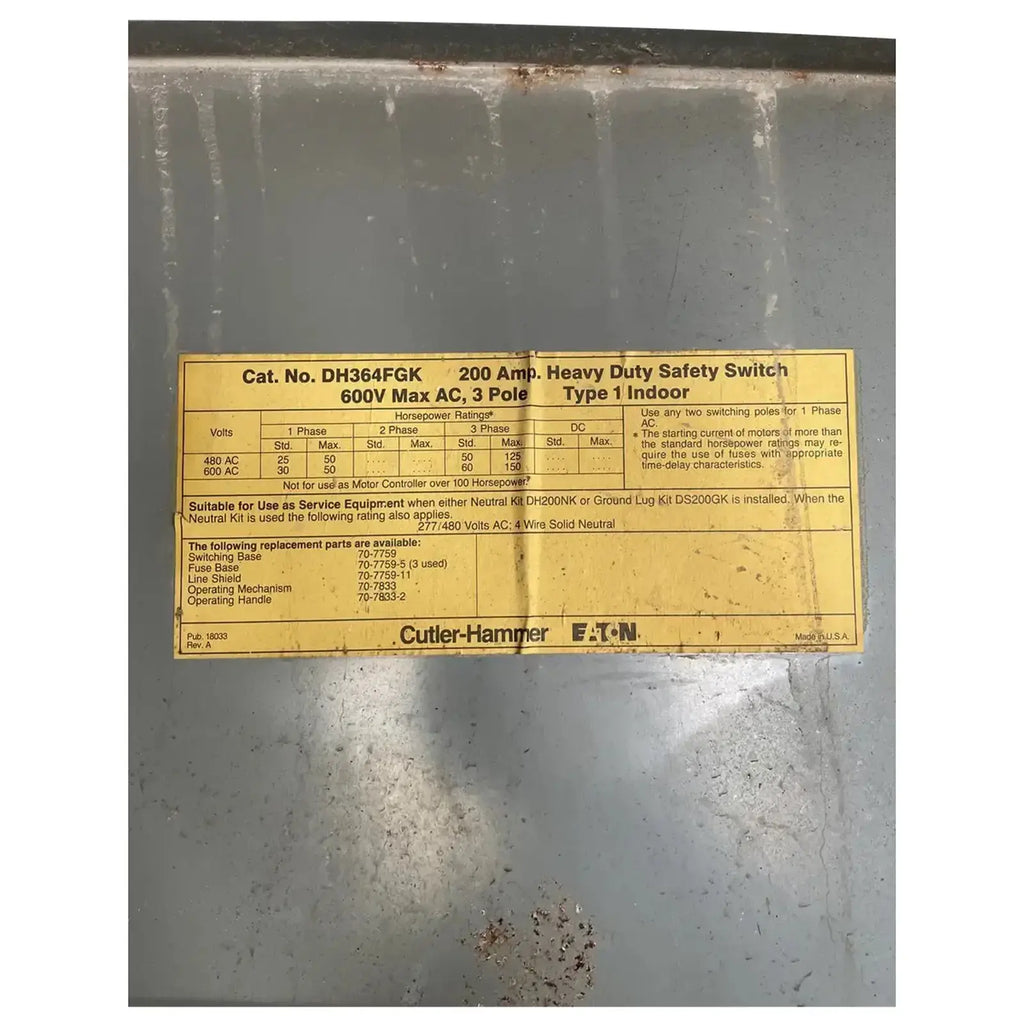 Cat. No. DH364FGK 200 Amp. Heavy Duty Safety Switch
600V Max AC, 3 Pole Type 1 Indoor
Volts
Horsepower Ratings*
1 Phase 2 Phase 3 Phase DC
Std. Max. Std. Max. Std. Max. Std. Max.
480 AC 25 50 ..... ..... 50 125 ..... .....
600 AC 30 50 ..... ..... 60 150 ..... .....
Not for use as Motor Controller over 100 Horsepower.
Use any two switching poles for 1 Phase
AC.
* The starting current of motors of more than
the standard horsepower ratings may re-
quire the use of fuses with appropriate
time-delay characteristics.
Suitable for Use as Service Equipment when either Neutral Kit DH200NK or Ground Lug Kit DS200GK is installed. When the
Neutral Kit is used the following rating also applies.
277/480 Volts AC; 4 Wire Solid Neutral
The following replacement parts are available:
Switching Base 70-7759
Fuse Base 70-7759-5 (3 used)
Line Shield 70-7759-11
Operating Mechanism 70-7833
Operating Handle 70-7833-2
Pub. 18033
Rev. A
Cutler-Hammer EATON
Made in U.S.A.